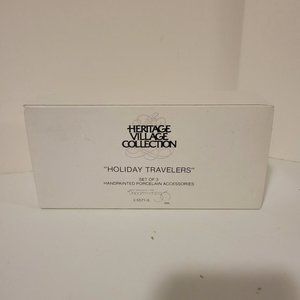 HERITAGE
VILLAGE
COLLECTION
"HOLIDAY TRAVELERS"
SET OF 3
HANDPAINTED PORCELAIN ACCESSORIES